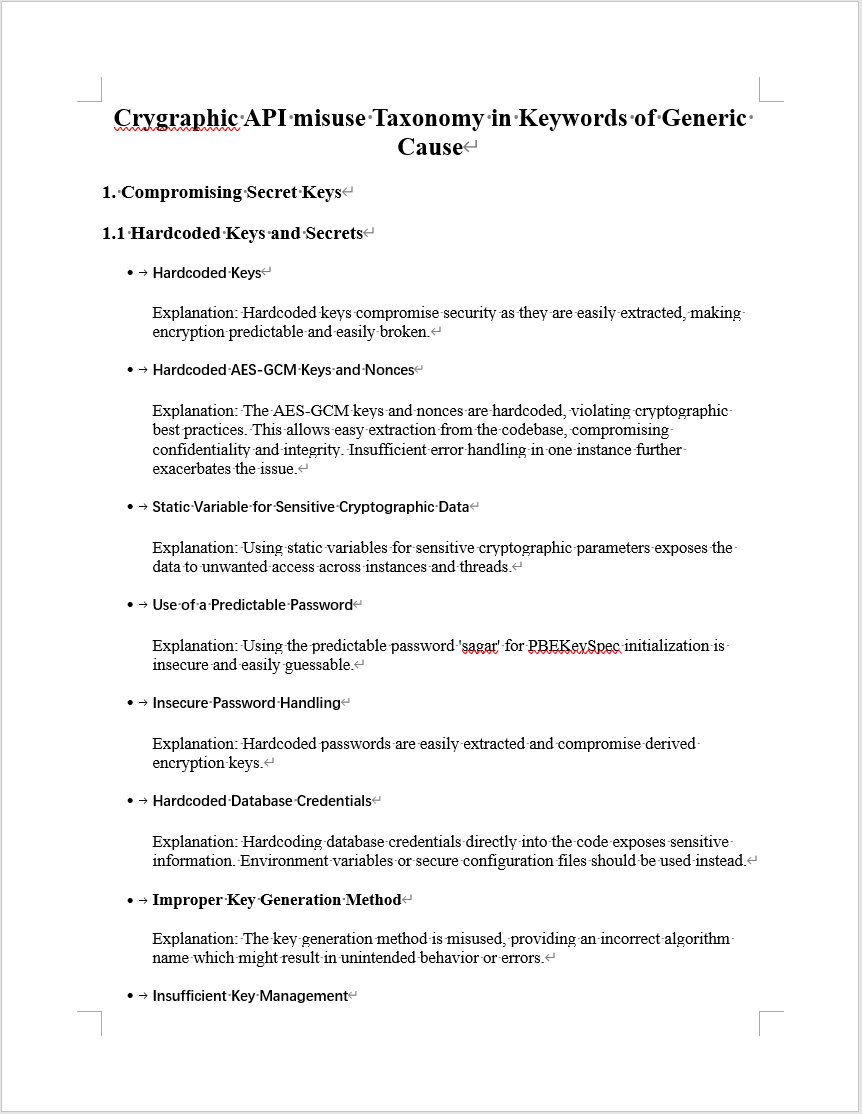 Crygraphic API misuse Taxonomy in Keywords of Generic
Cause
1. Compromising Secret Keys
1.1 Hardcoded Keys and Secrets
• Hardcoded Keys
Explanation: Hardcoded keys compromise security as they are easily extracted, making
encryption predictable and easily broken.
• Hardcoded AES-GCM Keys and Nonces
Explanation: The AES-GCM keys and nonces are hardcoded, violating cryptographic
best practices. This allows easy extraction from the codebase, compromising
confidentiality and integrity. Insufficient error handling in one instance further
exacerbates the issue.
• Static Variable for Sensitive Cryptographic Data
Explanation: Using static variables for sensitive cryptographic parameters exposes the
data to unwanted access across instances and threads.
• Use of a Predictable Password
Explanation: Using the predictable password 'sagar' for PBEKeySpec initialization is
insecure and easily guessable.
• Insecure Password Handling
Explanation: Hardcoded passwords are easily extracted and compromise derived
encryption keys.
• Hardcoded Database Credentials
Explanation: Hardcoding database credentials directly into the code exposes sensitive
information. Environment variables or secure configuration files should be used instead.
• Improper Key Generation Method
Explanation: The key generation method is misused, providing an incorrect algorithm
name which might result in unintended behavior or errors.
• Insufficient Key Management